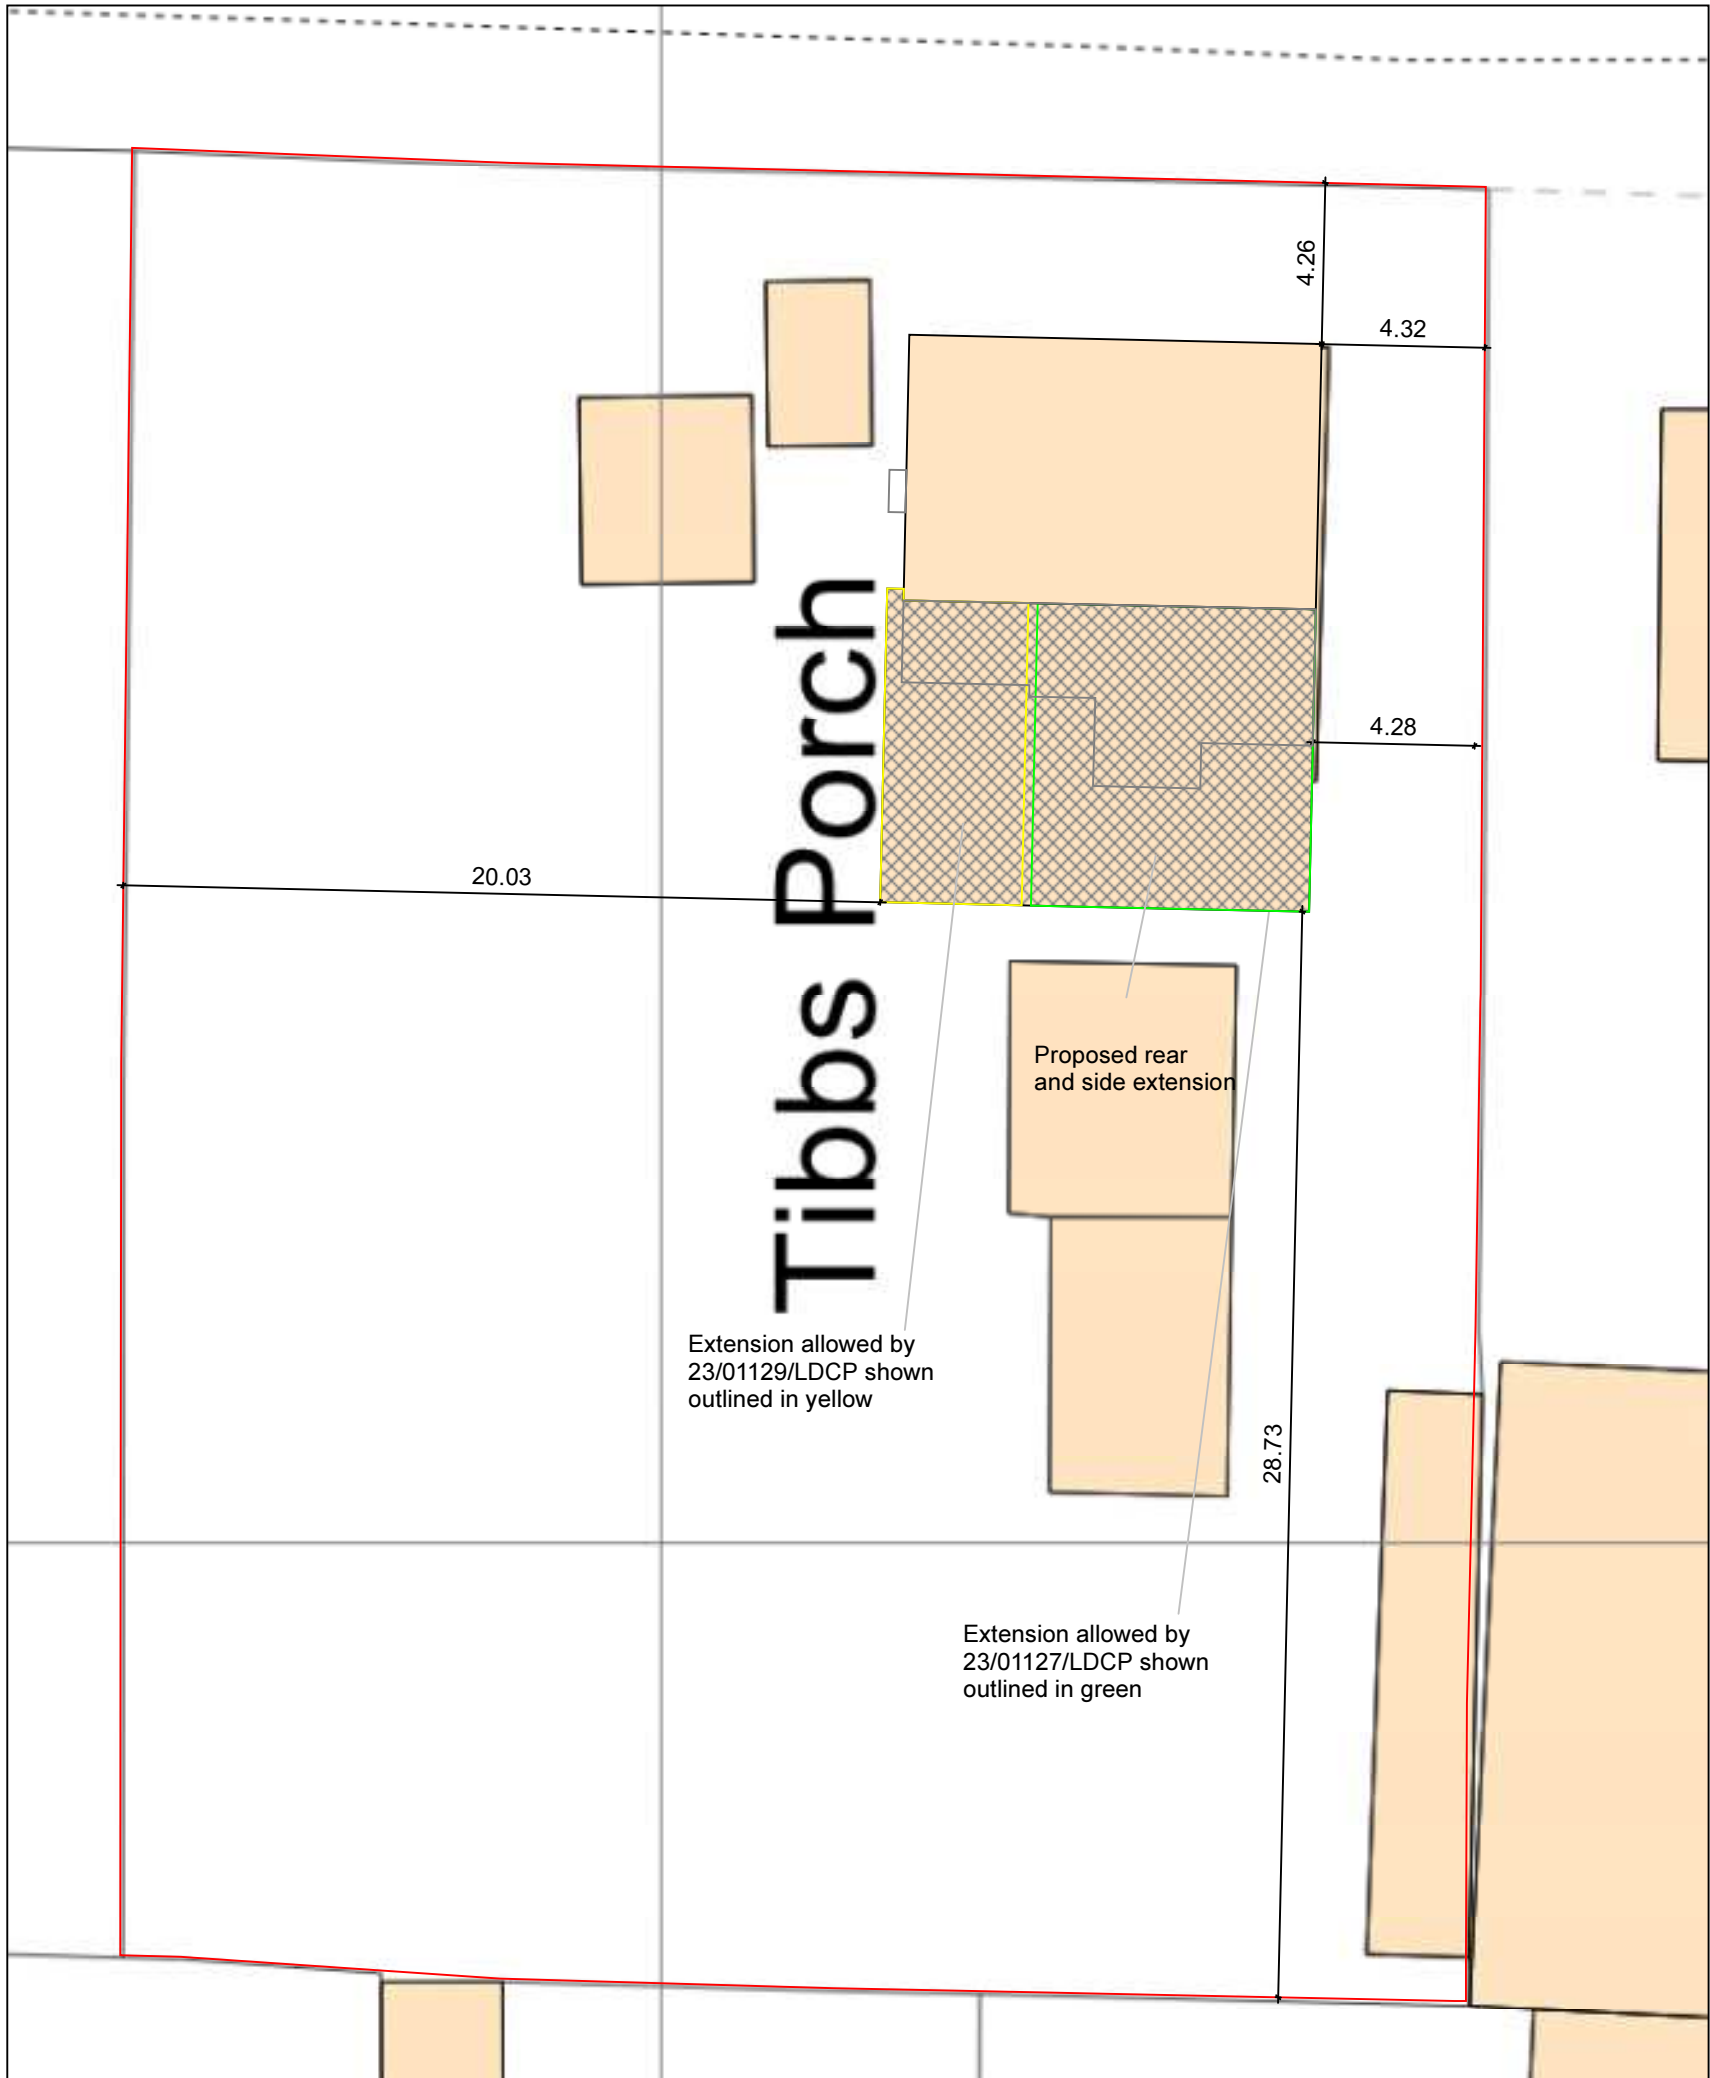 4.26
4.32
4.28
20.03
Tibbs Porch
Proposed rear
and side extension
Extension allowed by
23/01129/LDCP shown
outlined in yellow
28.73
Extension allowed by
23/01127/LDCP shown
outlined in green